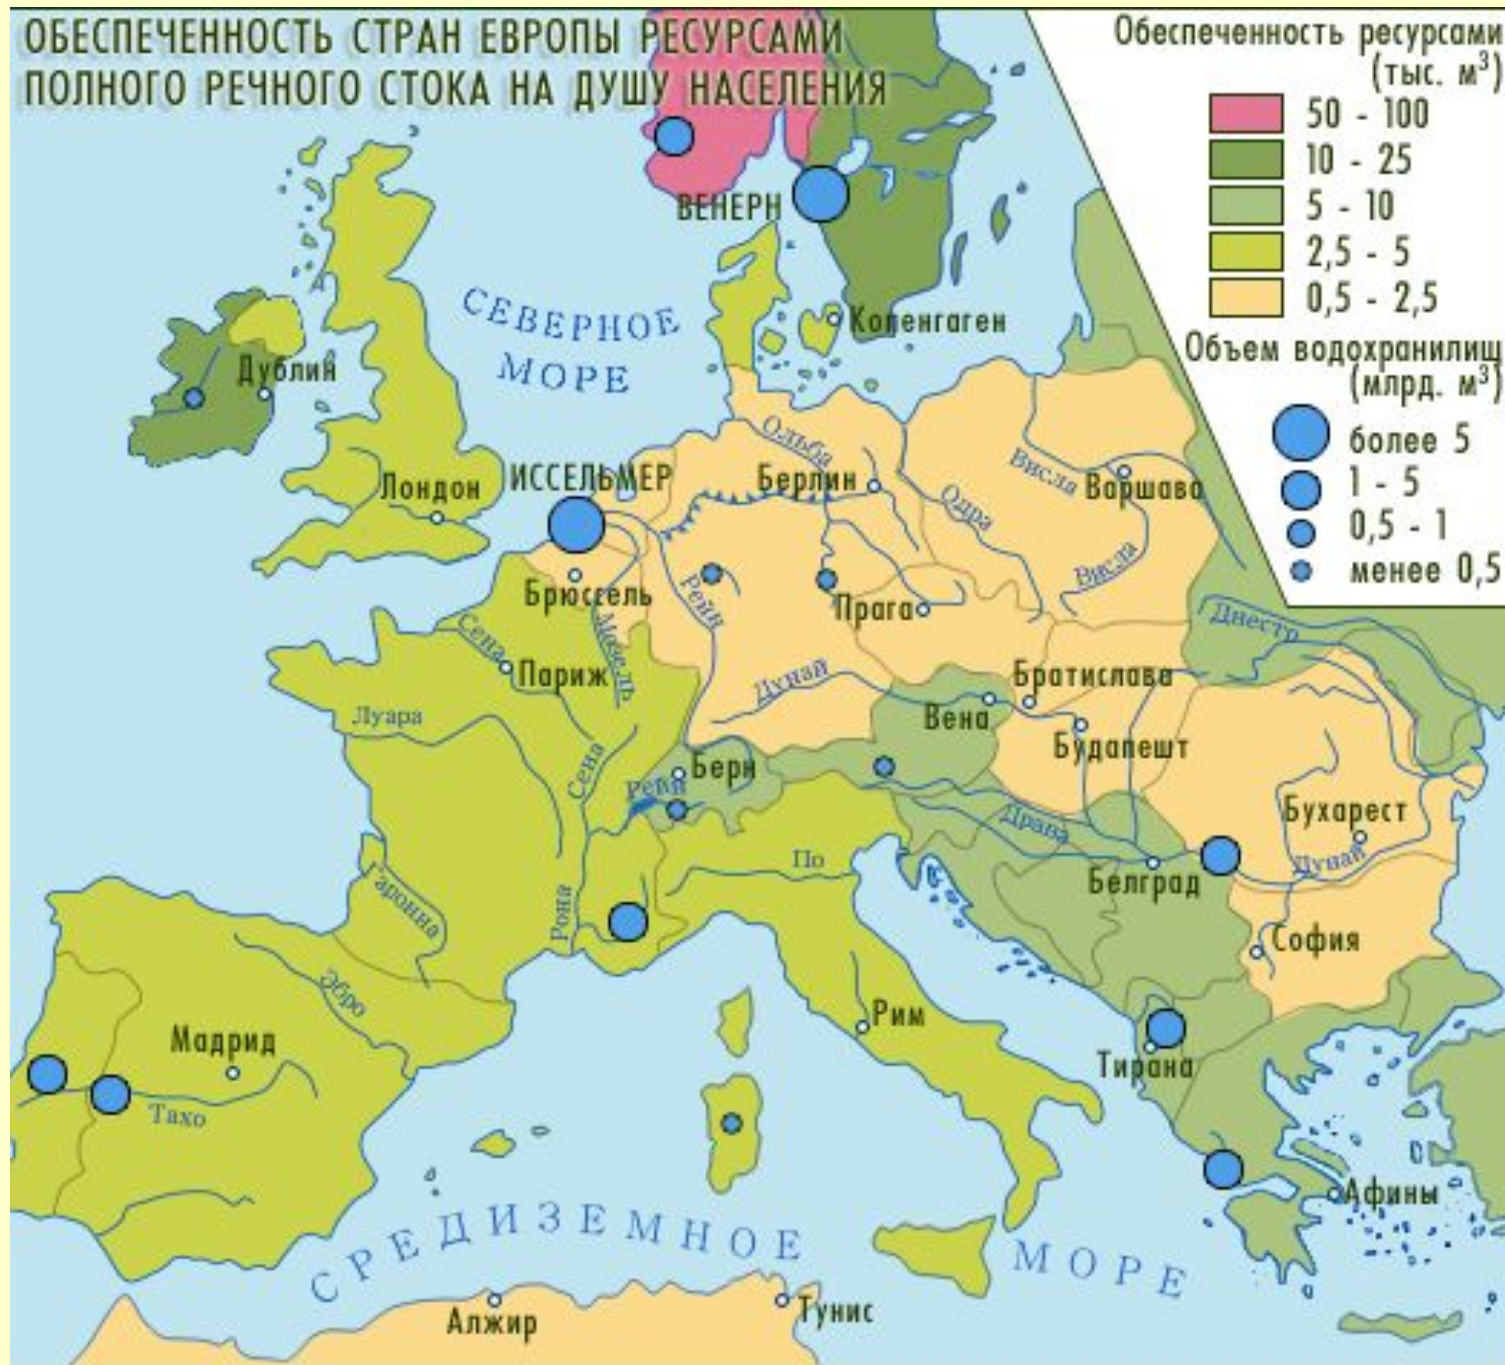 ОБЕСПЕЧЕННОСТЬ СТРАН ЕВРОПЫ РЕСУРСАМИ
ПОЛНОГО РЕЧНОГО СТОКА НА ДУШУ НАСЕЛЕНИЯ
Обеспеченность ресурсами
(тыс. м³)
50 - 100
10 - 25
5 - 10
2,5 - 5
0,5 - 2,5
Объем водохранилищ
(млрд. м³)
более 5
1 - 5
0,5 - 1
менее 0,5
ВЕНЕРН
СЕВЕРНОЕ
МОРЕ
Копенгаген
Дублин
Ольба
Лондон
ИССЕЛЬМЕР
Берлин
Висла
Варшава
Одра
Висла
Брюссель
Рейн
Прага
Днестр
Сена
Мозель
Париж
Дунай
Братислава
Луара
Вена
Будапешт
Сена
Берн
Рейн
Драва
Бухарест
По
Дунай
Белград
Гаронна
Рона
София
Эбро
Мадрид
Рим
Тирана
Тахо
Афины
СРЕДИЗЕМНОЕ
МОРЕ
Алжир
Тунис